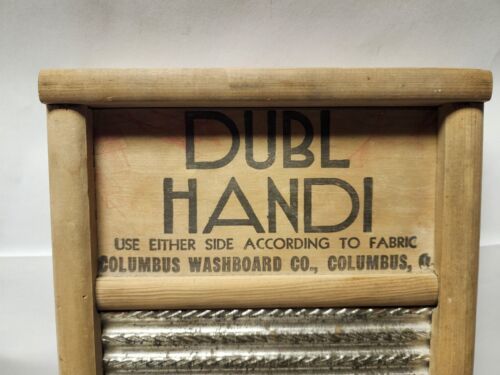 DUBL
HANDI
USE EITHER SIDE ACCORDING TO FABRIC
COLUMBUS WASHBOARD CO., COLUMBUS, O.